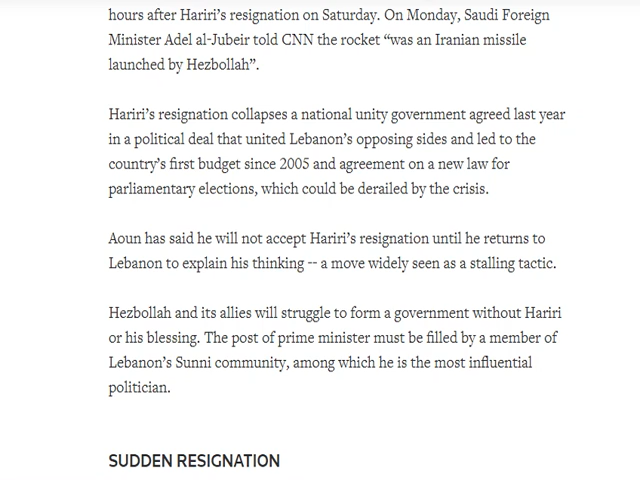 hours after Hariri’s resignation on Saturday. On Monday, Saudi Foreign
Minister Adel al-Jubeir told CNN the rocket “was an Iranian missile
launched by Hezbollah”.
Hariri’s resignation collapses a national unity government agreed last year
in a political deal that united Lebanon’s opposing sides and led to the
country’s first budget since 2005 and agreement on a new law for
parliamentary elections, which could be derailed by the crisis.
Aoun has said he will not accept Hariri’s resignation until he returns to
Lebanon to explain his thinking -- a move widely seen as a stalling tactic.
Hezbollah and its allies will struggle to form a government without Hariri
or his blessing. The post of prime minister must be filled by a member of
Lebanon’s Sunni community, among which he is the most influential
politician.
SUDDEN RESIGNATION